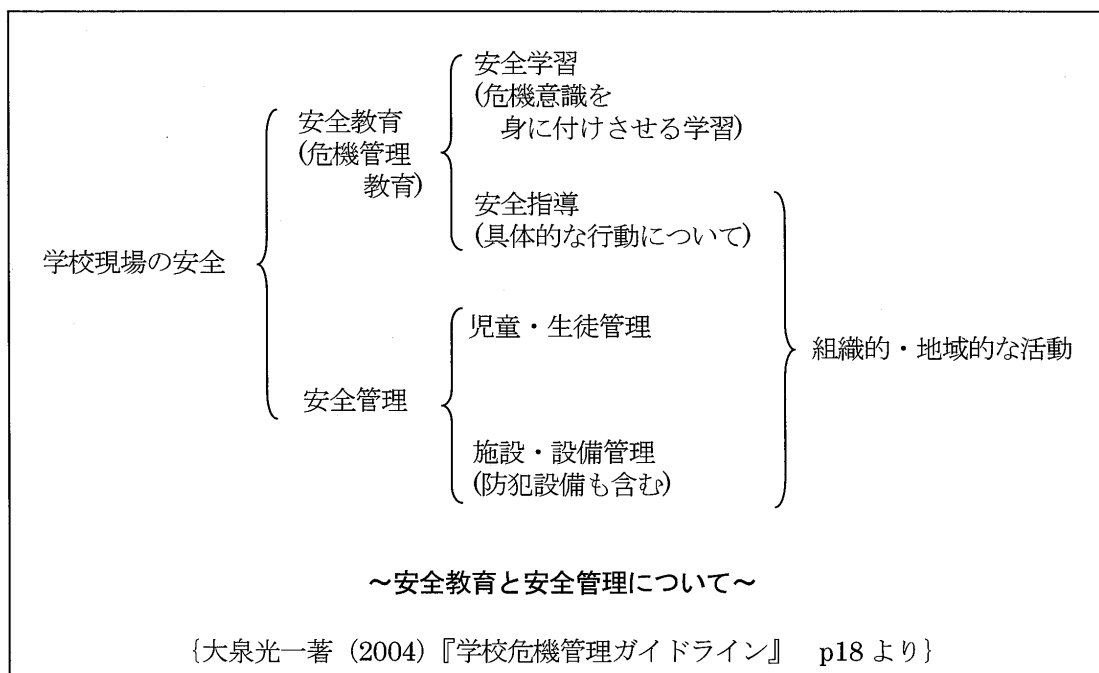 安全学習
(危機意識を
身に付けさせる学習)
安全教育
(危機管理
教育)
安全指導
(具体的な行動について)
学校現場の安全
児童・生徒管理
組織的・地域的な活動
安全管理
施設・設備管理
(防犯設備も含む)
～安全教育と安全管理について～
{大泉光一著 (2004)『学校危機管理ガイドライン』 p18 より}